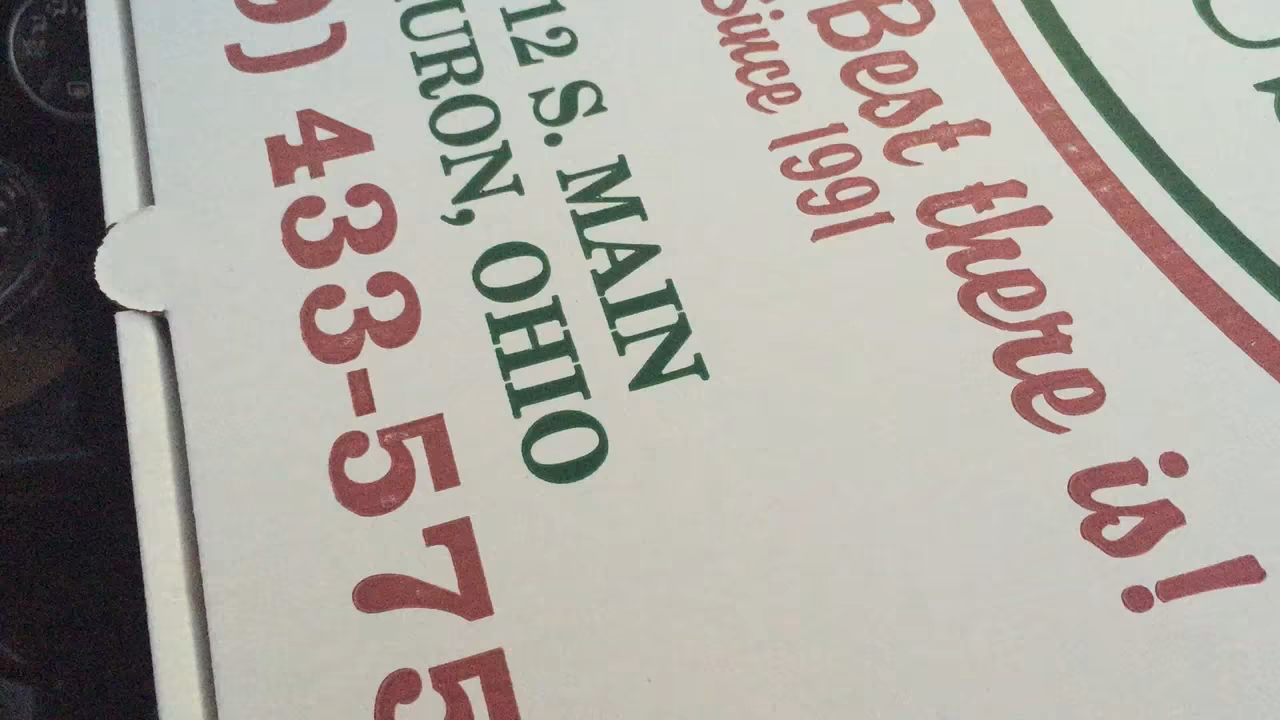 Best there is!
Since 1991
12 S. MAIN
URON, OHIO
) 433-575